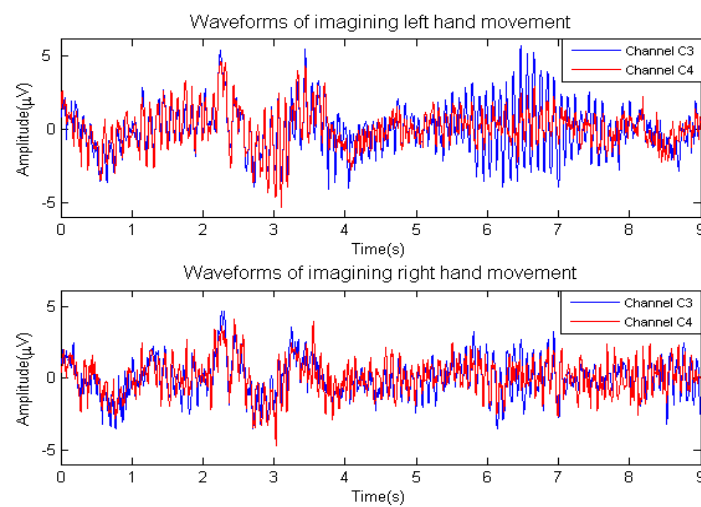 Waveforms of imagining left hand movement
Amplitude(µV)
5
0
-5
Channel C3
Channel C4
0 1 2 3 4 5 6 7 8 9
Time(s)
Waveforms of imagining right hand movement
Amplitude(µV)
5
0
-5
Channel C3
Channel C4
0 1 2 3 4 5 6 7 8 9
Time(s)